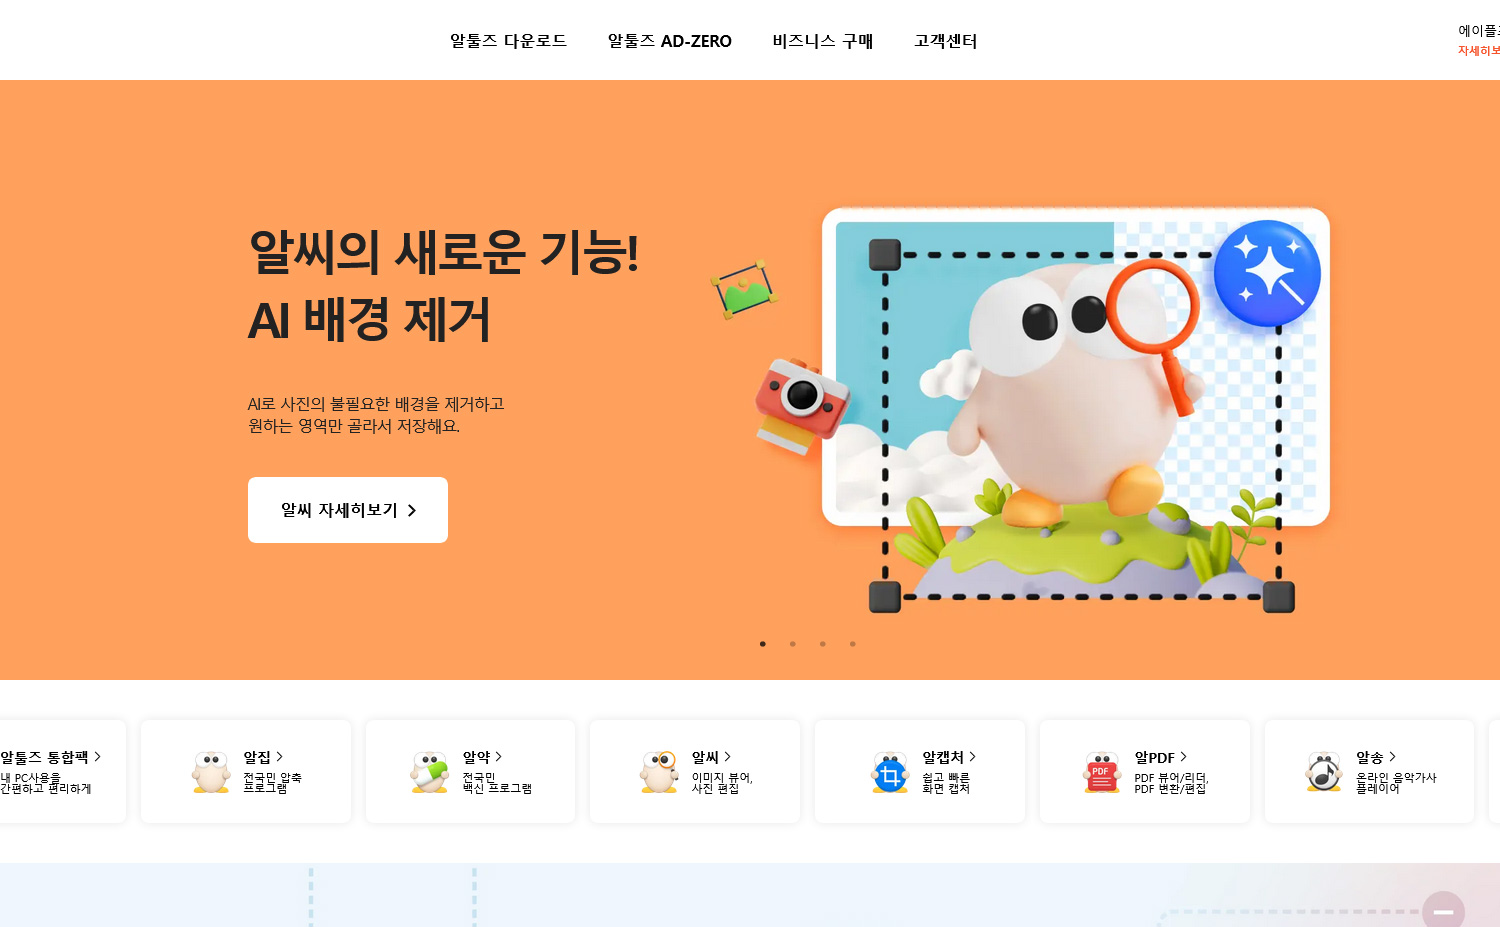 알툴즈 다운로드
알툴즈 AD-ZERO
비즈니스 구매
고객센터
에이플
자세히보
알씨의 새로운 기능!
AI 배경 제거
AI로 사진의 불필요한 배경을 제거하고
원하는 영역만 골라서 저장해요.
알씨 자세히보기
알툴즈 통합팩
내 PC사용을
간편하고 편리하게
알집
전국민 압축
프로그램
알약
전국민
백신 프로그램
알씨
이미지 뷰어,
사진 편집
알캡처
쉽고 빠른
화면 캡처
PDF
알PDF
PDF 뷰어/리더,
PDF 변환/편집
알송
온라인 음악가사
플레이어